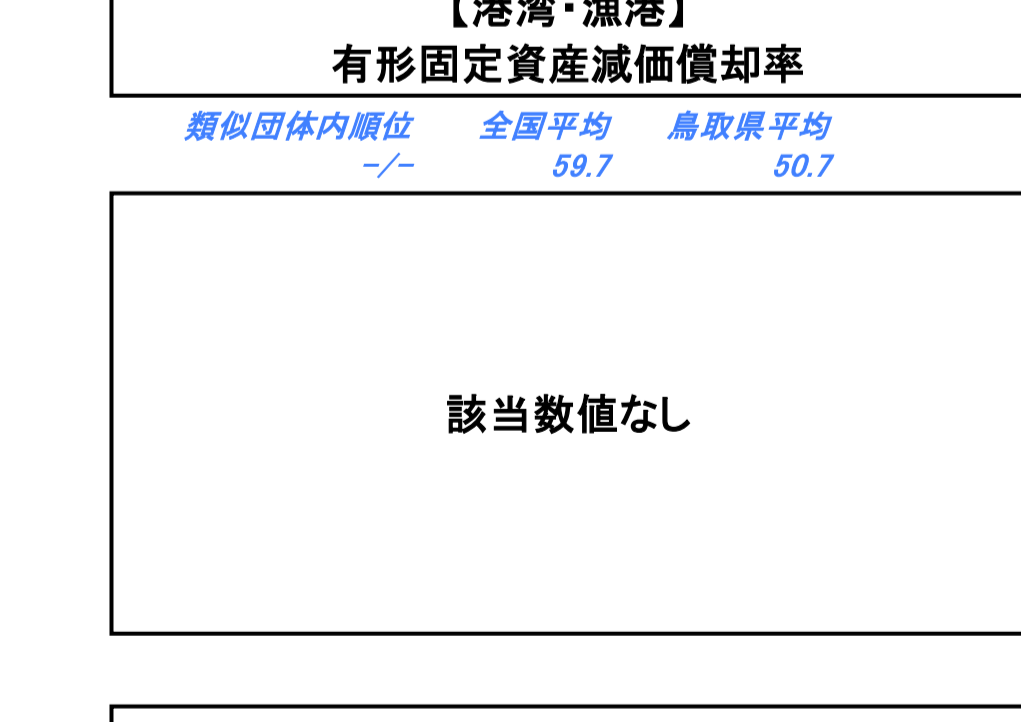 【港湾・漁港】
有形固定資産減価償却率
類似団体内順位 全国平均 鳥取県平均
-/- 59.7 50.7
該当数値なし